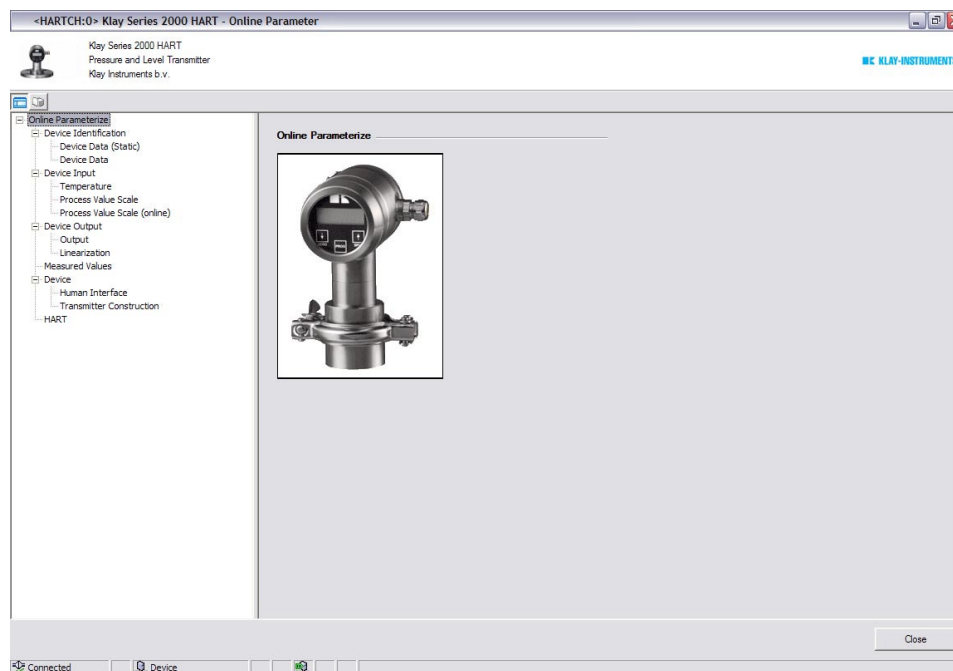 <HARTCH:0> Klay Series 2000 HART - Online Parameter
Klay Series 2000 HART
Pressure and Level Transmitter
Klay Instruments b.v.
KLAY-INSTRUMENTS
Online Parameterize
Device Identification
Device Data (Static)
Device Data
Device Input
Temperature
Process Value Scale
Process Value Scale (online)
Device Output
Output
Linearization
Measured Values
Device
Human Interface
Transmitter Construction
HART
Online Parameterize
PROG
Close
Connected
Device